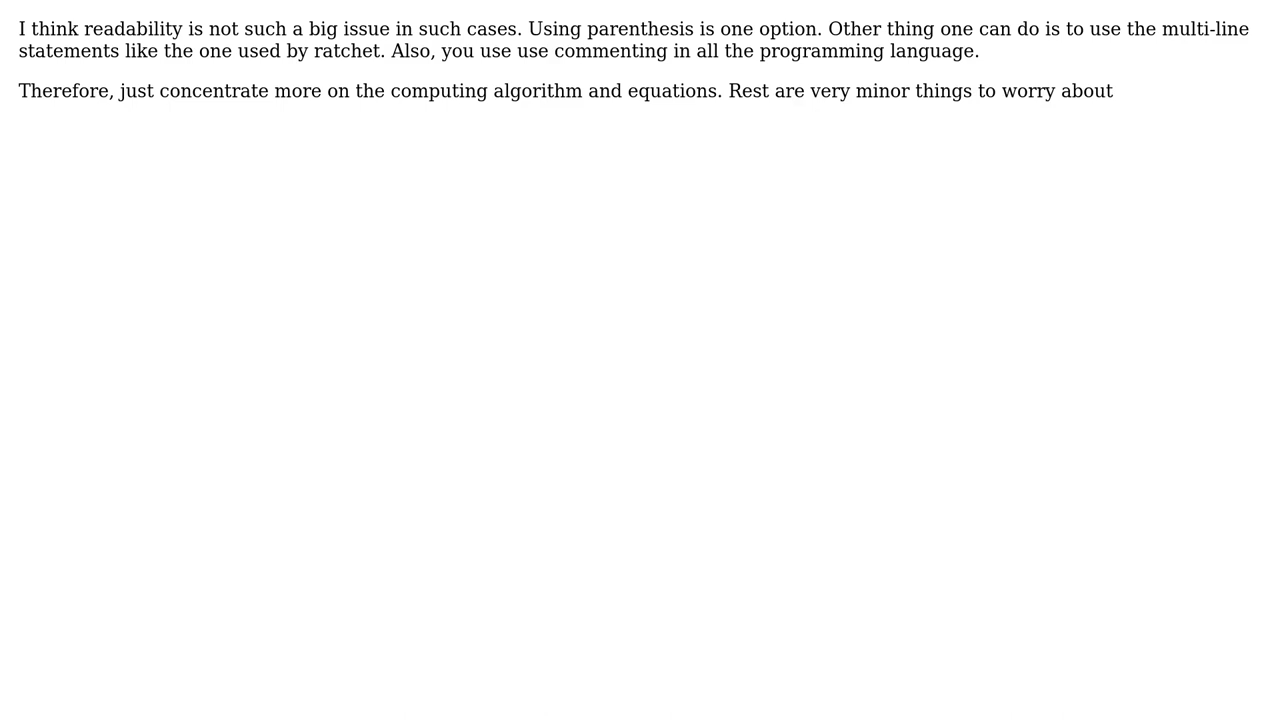 I think readability is not such a big issue in such cases. Using parenthesis is one option. Other thing one can do is to use the multi-line
statements like the one used by ratchet. Also, you use use commenting in all the programming language.
Therefore, just concentrate more on the computing algorithm and equations. Rest are very minor things to worry about